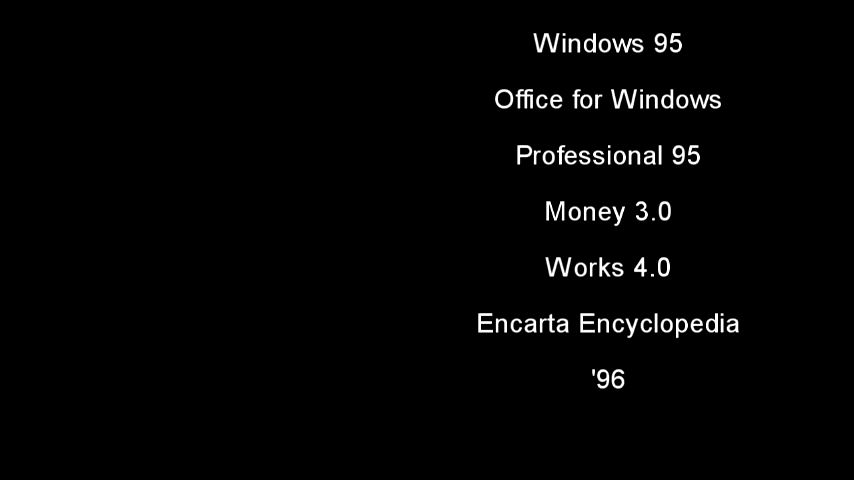 Windows 95
Office for Windows
Professional 95
Money 3.0
Works 4.0
Encarta Encyclopedia
'96